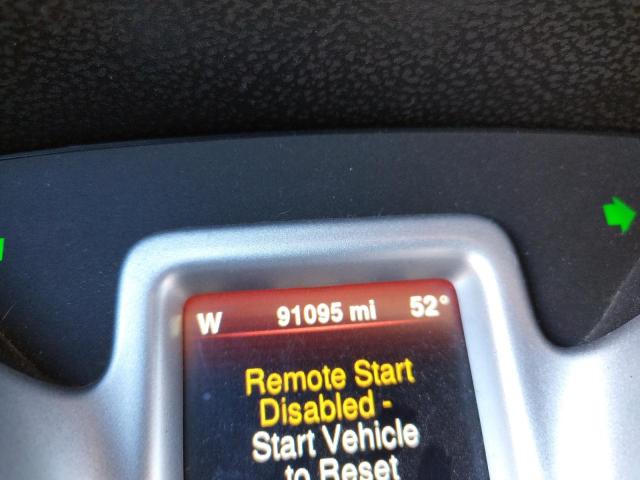 W 91095 mi 52°
Remote Start
Disabled -
Start Vehicle
to Reset